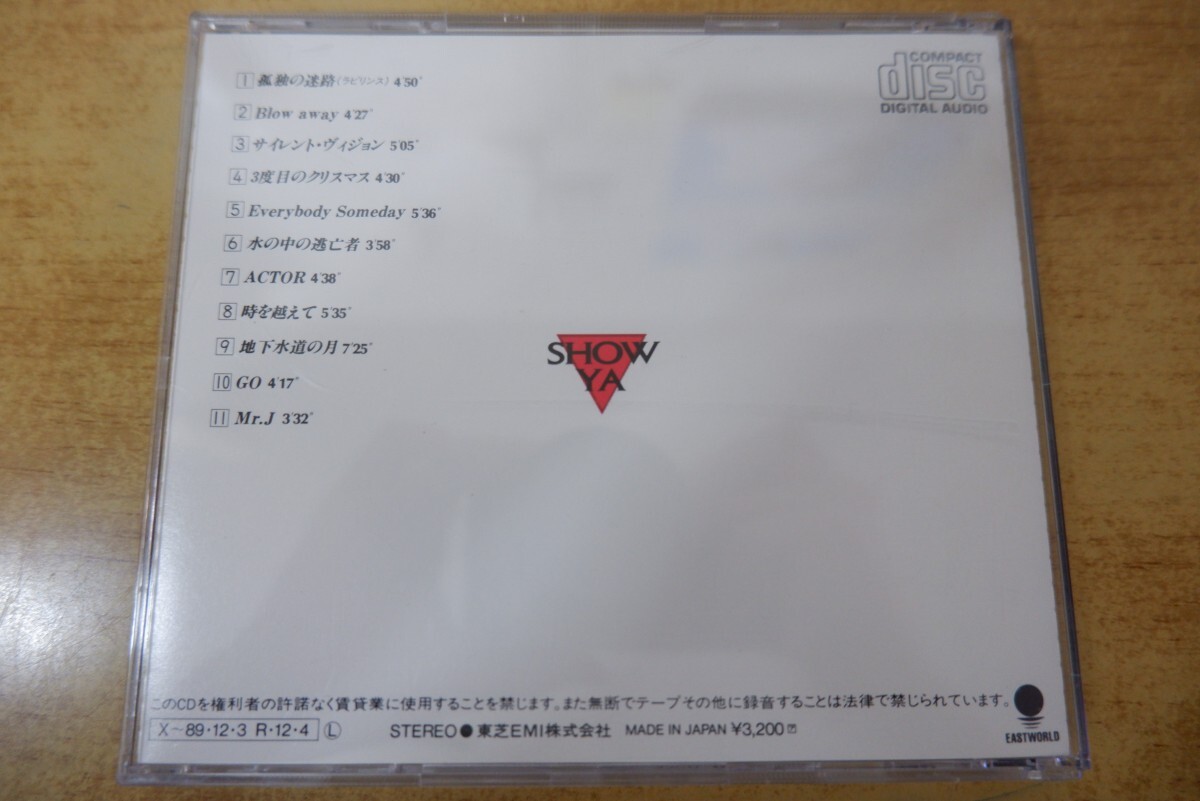 1 孤独の迷路(ラビリンス) 4'50"
2 Blow away 4'27"
3 サイレント・ヴィジョン 5'05"
4 3度目のクリスマス 4'30"
5 Everybody Someday 5'36"
6 水の中の逃亡者 3'58"
7 ACTOR 4'38"
8 時を越えて 5'35"
9 地下水道の月 7'25"
10 GO 4'17"
11 Mr.J 3'32"
COMPACT
disc
DIGITAL AUDIO
SHOW
YA
このCDを権利者の許諾なく賃貸業に使用することを禁じます。また無断でテープその他に録音することは法律で禁じられています。
X〜89・12・3 R・12・4 Ⓛ STEREO ● 東芝EMI株式会社 MADE IN JAPAN ¥3,200
EASTWORLD